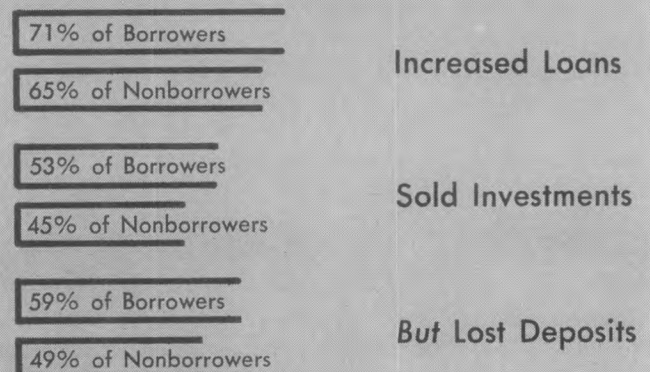 71% of Borrowers
65% of Nonborrowers
Increased Loans
53% of Borrowers
45% of Nonborrowers
Sold Investments
59% of Borrowers
49% of Nonborrowers
But Lost Deposits